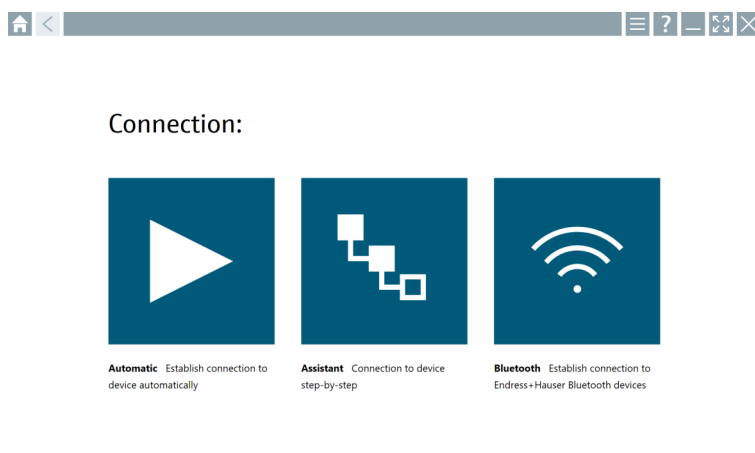 ?
Connection:
Automatic Establish connection to
device automatically
Assistant Connection to device
step-by-step
Bluetooth Establish connection to
Endress+Hauser Bluetooth devices